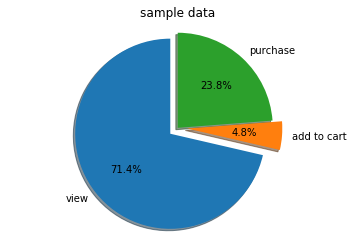 sample data
purchase
23.8%
4.8%
add to cart
71.4%
view